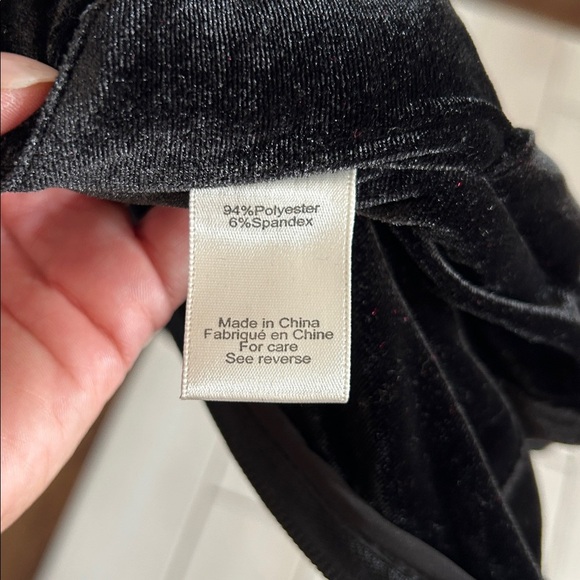 94%Polyester
6%Spandex
Made in China
Fabriqué en Chine
For care
See reverse